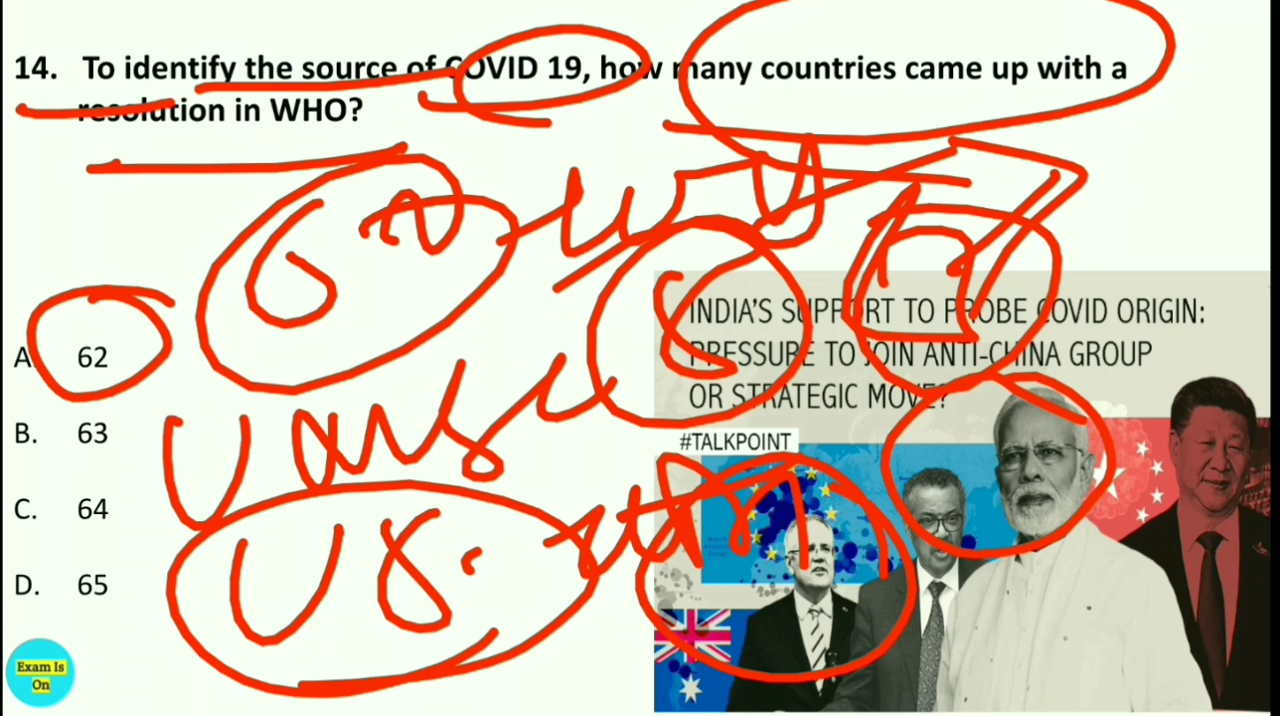 14. To identify the source of COVID 19, how many countries came up with a
resolution in WHO?
A. 62
B. 63
C. 64
D. 65
INDIA'S SUPPORT TO PROBE COVID ORIGIN:
PRESSURE TO JOIN ANTI-CHINA GROUP
OR STRATEGIC MOVE?
#TALKPOINT
Exam Is
On